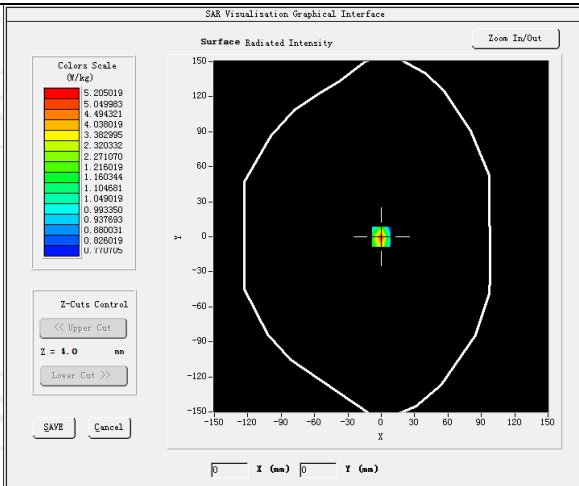 SAR Visualisation Graphical Interface
Surface Radiated Intensity
Zoom In/Out
Colors Scale
(W/kg)
5.205019
5.049983
4.494321
4.038019
3.382995
2.320332
2.271070
1.216019
1.160344
1.104681
1.049019
0.993350
0.937693
0.880031
0.826019
0.770705
Z-Cuts Control
<< Upper Cut
Z = 4.0 mm
Lower Cut >>
SAVE Cancel
150
90
60
30
0
-30
-60
-90
-120
-150
Y
-150 -120 -90 -60 -30 0 30 60 90 120 150
X
0 X (mm) 0 Y (mm)